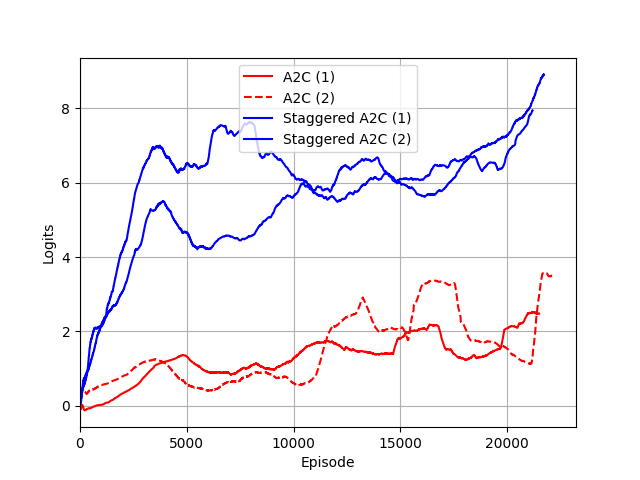 A2C (1)
A2C (2)
Staggered A2C (1)
Staggered A2C (2)
8
6
4
2
0
Logits
0 5000 10000 15000 20000
Episode